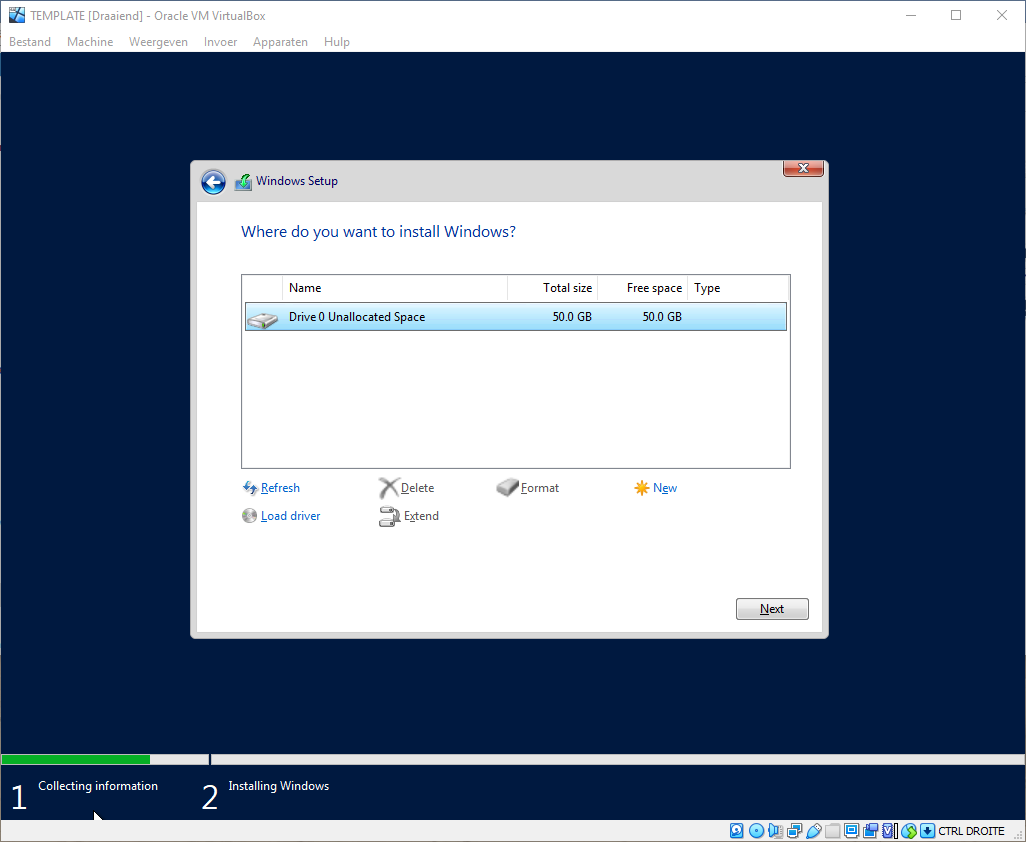 TEMPLATE [Draaiend] - Oracle VM VirtualBox
Bestand Machine Weergeven Invoer Apparaten Hulp
Windows Setup
Where do you want to install Windows?
Name Total size Free space Type
Drive 0 Unallocated Space 50.0 GB 50.0 GB
Refresh Delete Format New
Load driver Extend
Next
1 Collecting information 2 Installing Windows
CTRL DROITE